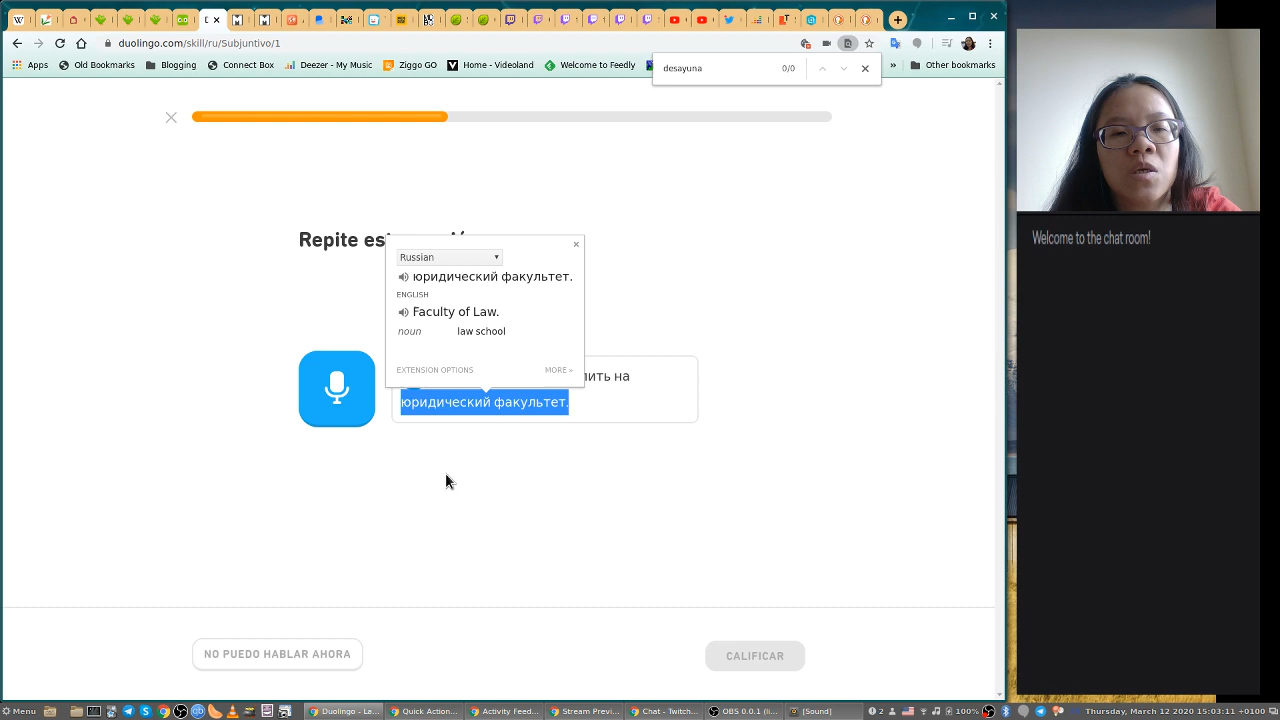 duolingo.com/skill/ru/Subjuntivo/1
Apps
Old Bookmarks
Blogging
Connect Box
Deezer - My Music
Ziggo GO
Home - Videoland
Welcome to Feedly
»
Other bookmarks
desayuna
0/0
Welcome to the chat room!
Repite es
Russian
юридический факультет.
ENGLISH
Faculty of Law.
noun law school
EXTENSION OPTIONS
MORE »
ить на
юридический факультет.
NO PUEDO HABLAR AHORA
CALIFICAR
Menu
Duolingo - La...
Quick Action...
Activity Feed...
Stream Previ...
Chat - Twitch...
OBS 0.0.1 (li...
[Sound]
2
100%
Thursday, March 12 2020 15:03:11 +0100